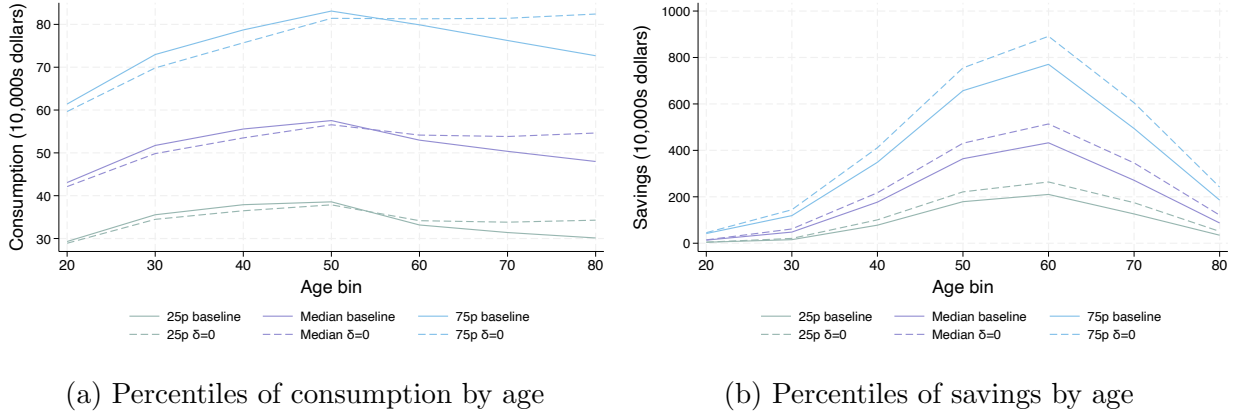 Consumption (10,000s dollars)
80
70
60
50
40
30
20 30 40 50 60 70 80
Age bin
25p baseline Median baseline 75p baseline
25p δ=0 Median δ=0 75p δ=0
(a) Percentiles of consumption by age
Savings (10,000s dollars)
1000
800
600
400
200
0
20 30 40 50 60 70 80
Age bin
25p baseline Median baseline 75p baseline
25p δ=0 Median δ=0 75p δ=0
(b) Percentiles of savings by age